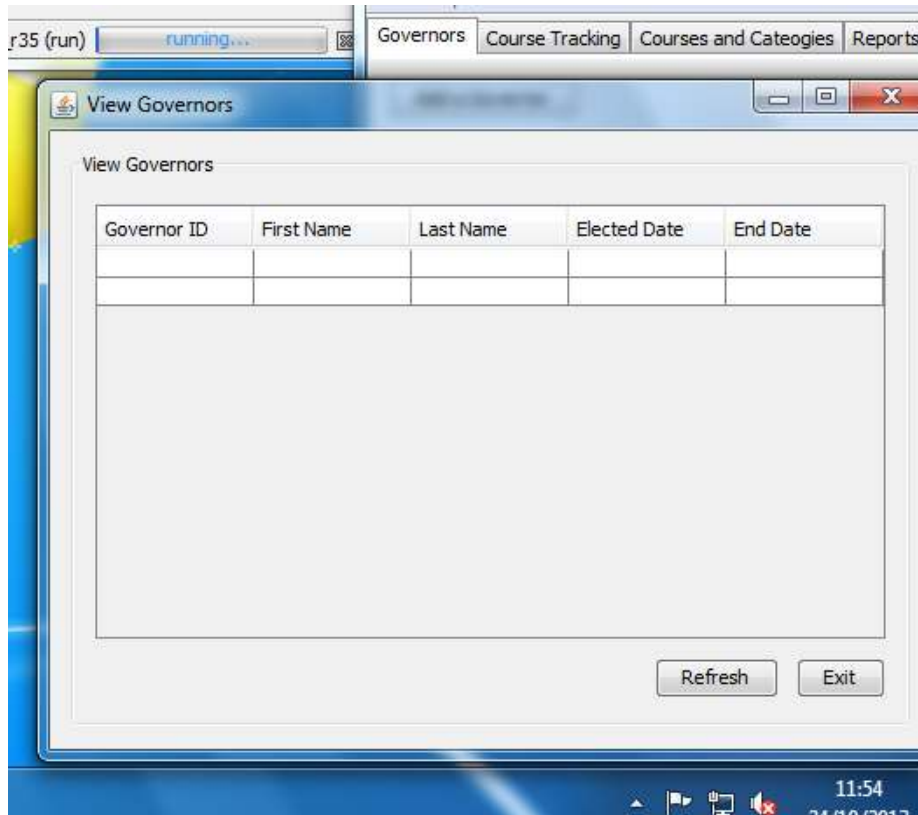 _r35 (run)
running...
Governors
Course Tracking
Courses and Cateogies
Reports
View Governors
View Governors
Governor ID
First Name
Last Name
Elected Date
End Date
Refresh
Exit
11:54